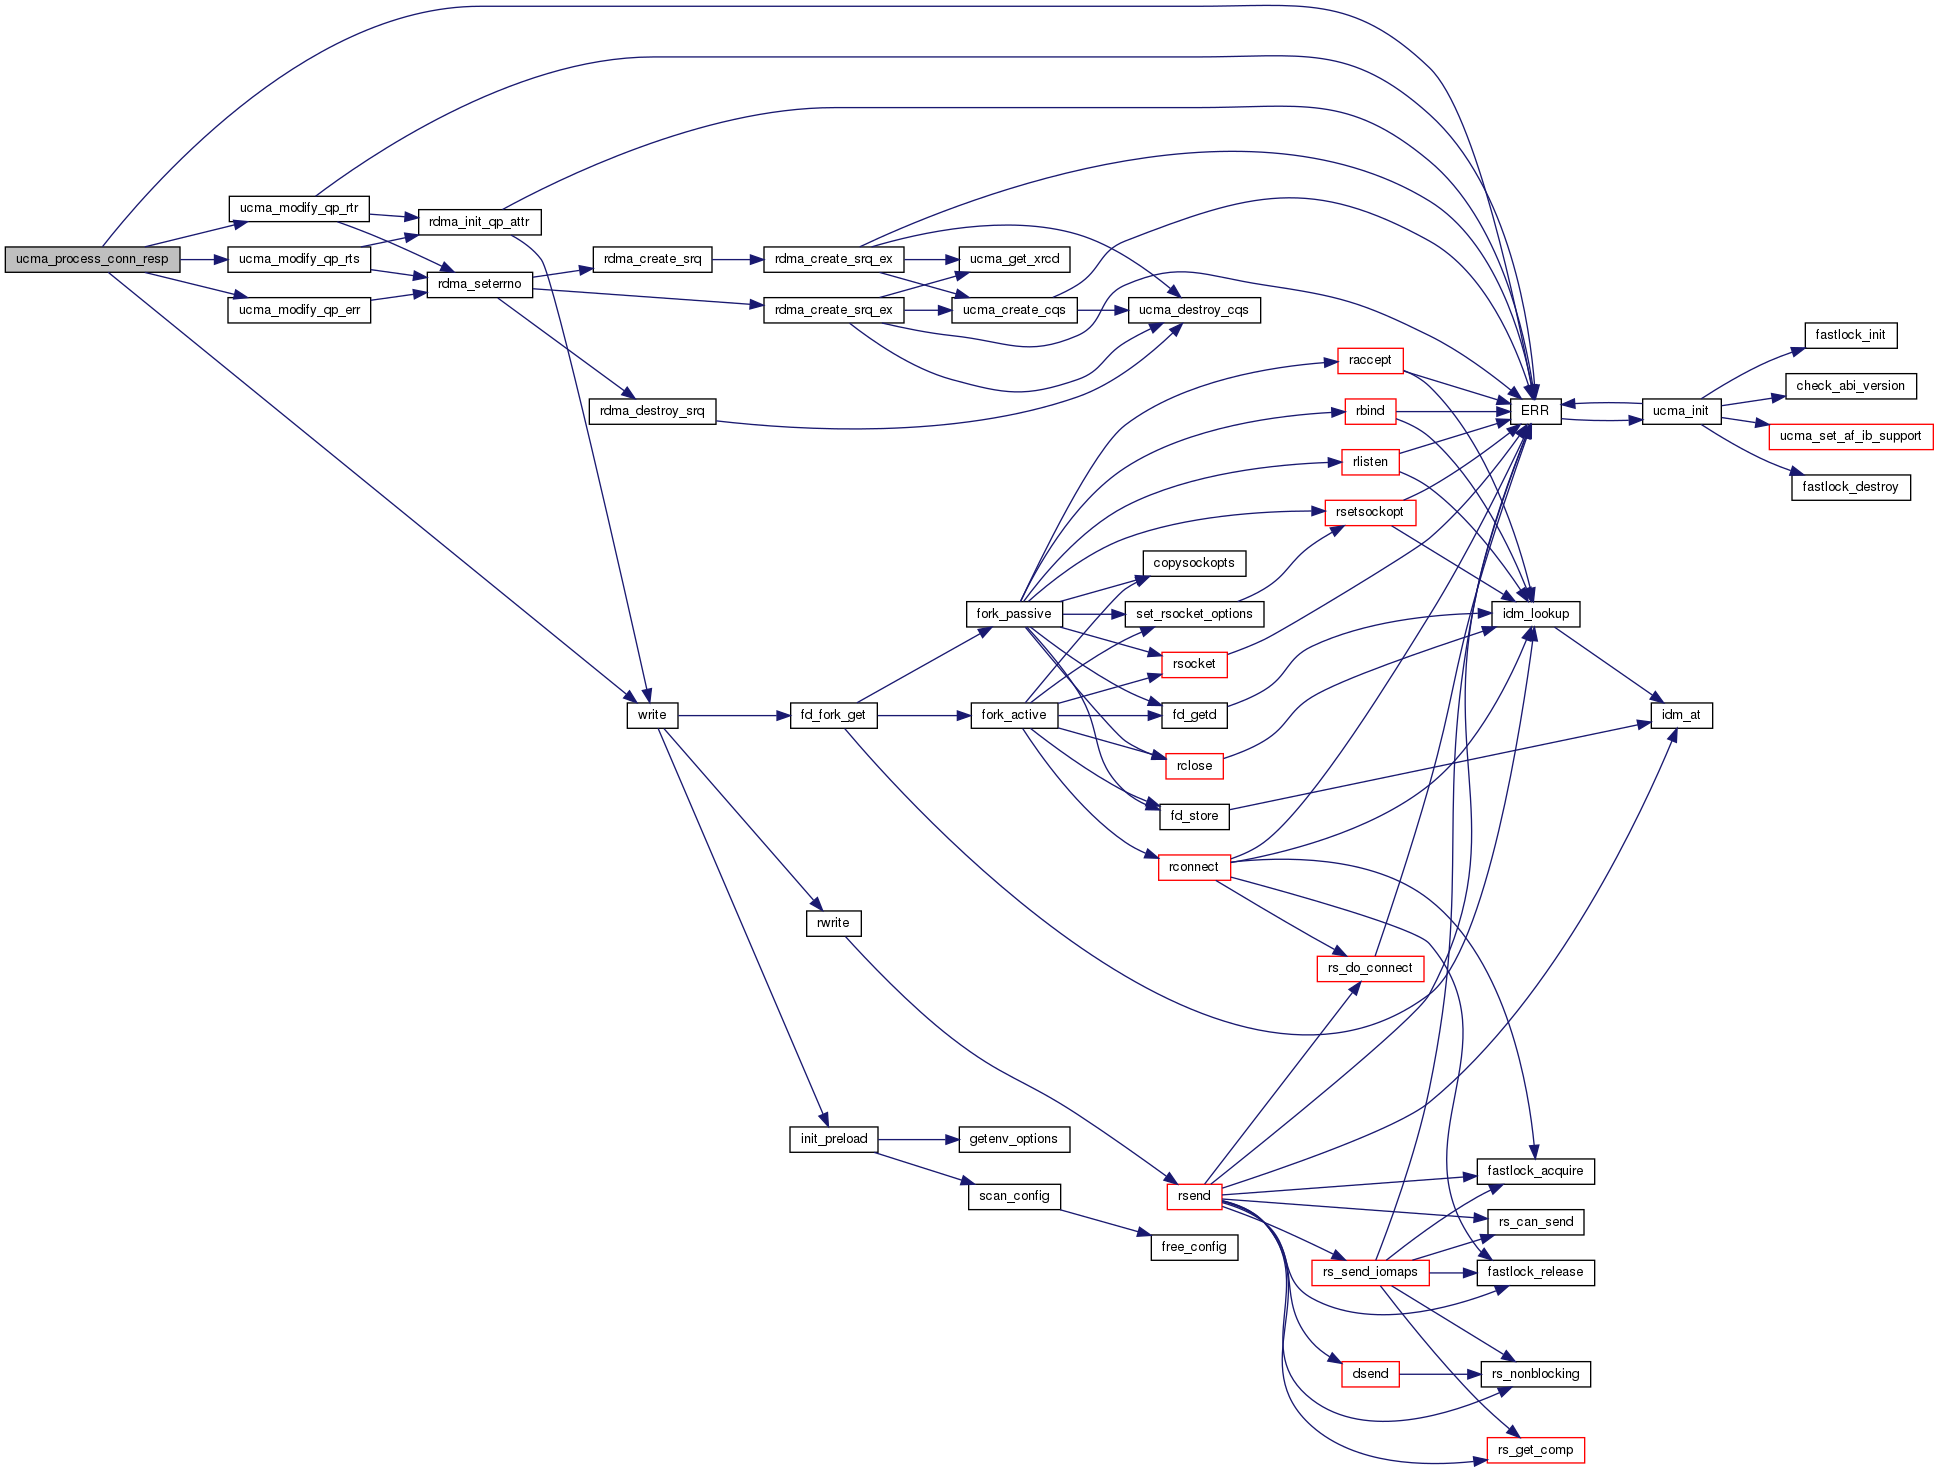 ucma_process_conn_resp
ucma_modify_qp_rtr
ucma_modify_qp_rts
ucma_modify_qp_err
rdma_init_qp_attr
rdma_seterrno
rdma_create_srq
rdma_destroy_srq
write
rdma_create_srq_ex
rdma_create_srq_ex
fd_fork_get
rwrite
init_preload
ucma_get_xrcd
ucma_create_cqs
fork_passive
fork_active
getenv_options
scan_config
ucma_destroy_cqs
copysockopts
set_rsocket_options
rsocket
fd_getd
rclose
fd_store
rconnect
rsend
free_config
raccept
rbind
rlisten
rsetsockopt
rs_do_connect
rs_send_iomaps
dsend
ERR
idm_lookup
fastlock_acquire
rs_can_send
fastlock_release
rs_nonblocking
rs_get_comp
ucma_init
idm_at
fastlock_init
check_abi_version
ucma_set_af_ib_support
fastlock_destroy